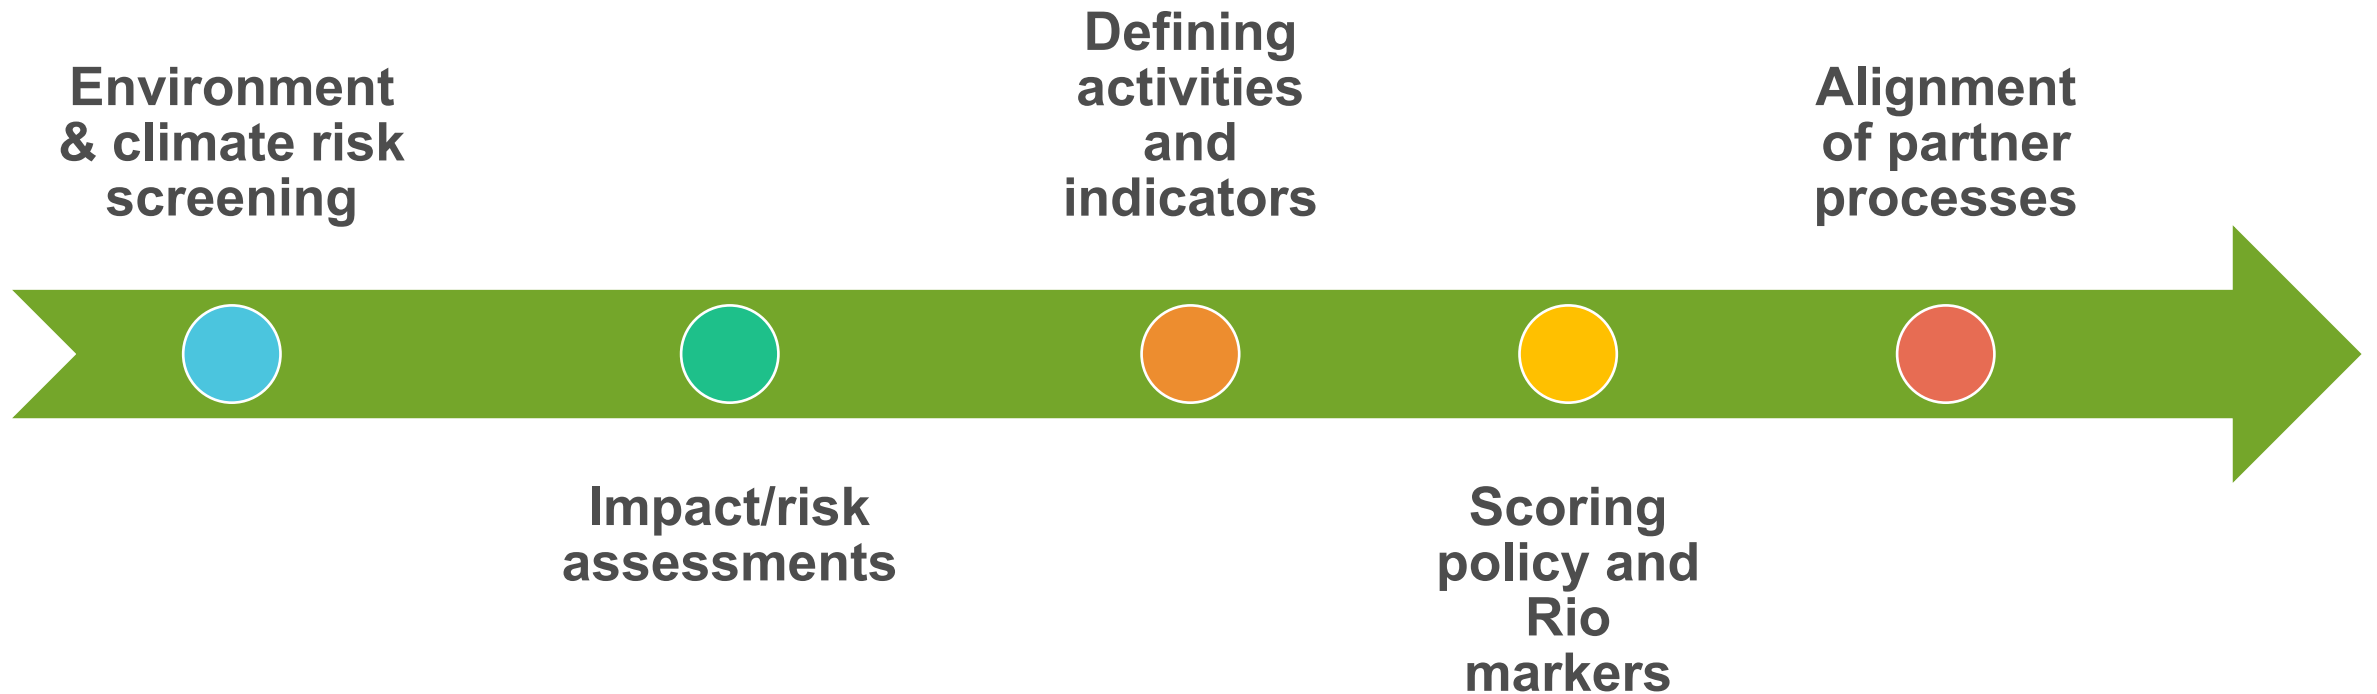 Environment
& climate risk
screening
Impact/risk
assessments
Defining
activities
and
indicators
Scoring
policy and
Rio
markers
Alignment
of partner
processes